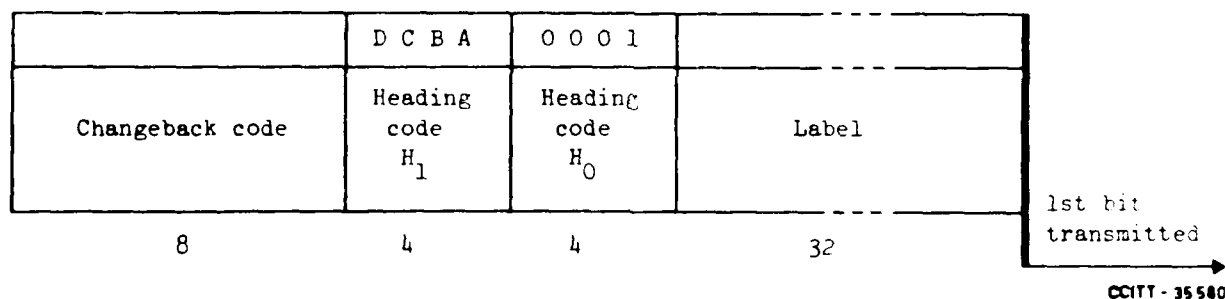 D C B A 0 0 0 1
Changeback code
Heading code H1
Heading code H0
Label
8 4 4 32
1st bit transmitted
CCITT - 35580